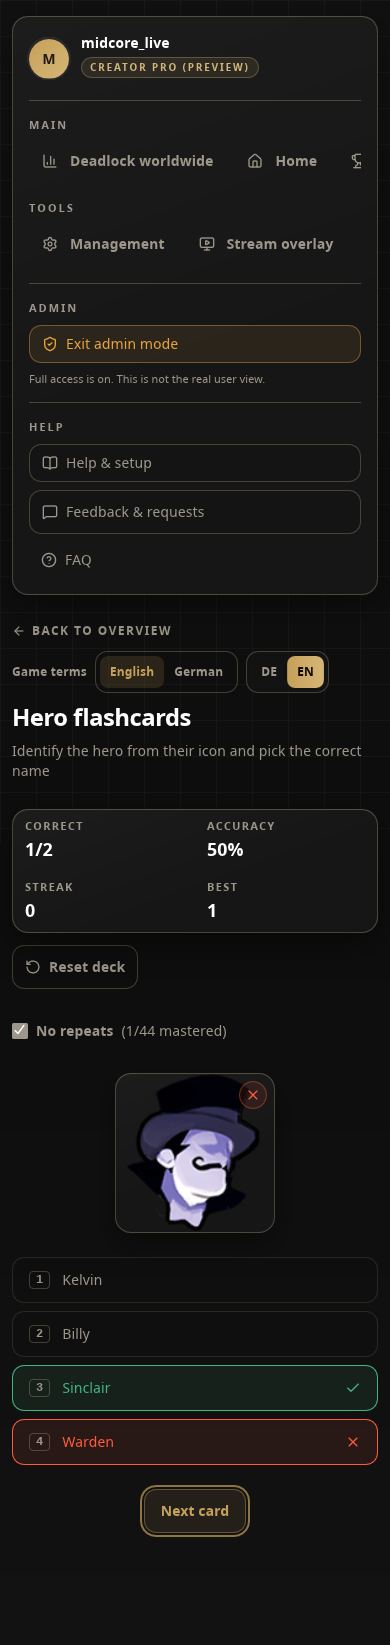 M
midcore_live
CREATOR PRO (PREVIEW)
MAIN
Deadlock worldwide Home
TOOLS
Management Stream overlay
ADMIN
Exit admin mode
Full access is on. This is not the real user view.
HELP
Help & setup
Feedback & requests
FAQ
BACK TO OVERVIEW
Game terms English German DE EN
Hero flashcards
Identify the hero from their icon and pick the correct
name
CORRECT ACCURACY
1/2 50%
STREAK BEST
0 1
Reset deck
No repeats (1/44 mastered)
1 Kelvin
2 Billy
3 Sinclair
4 Warden
Next card